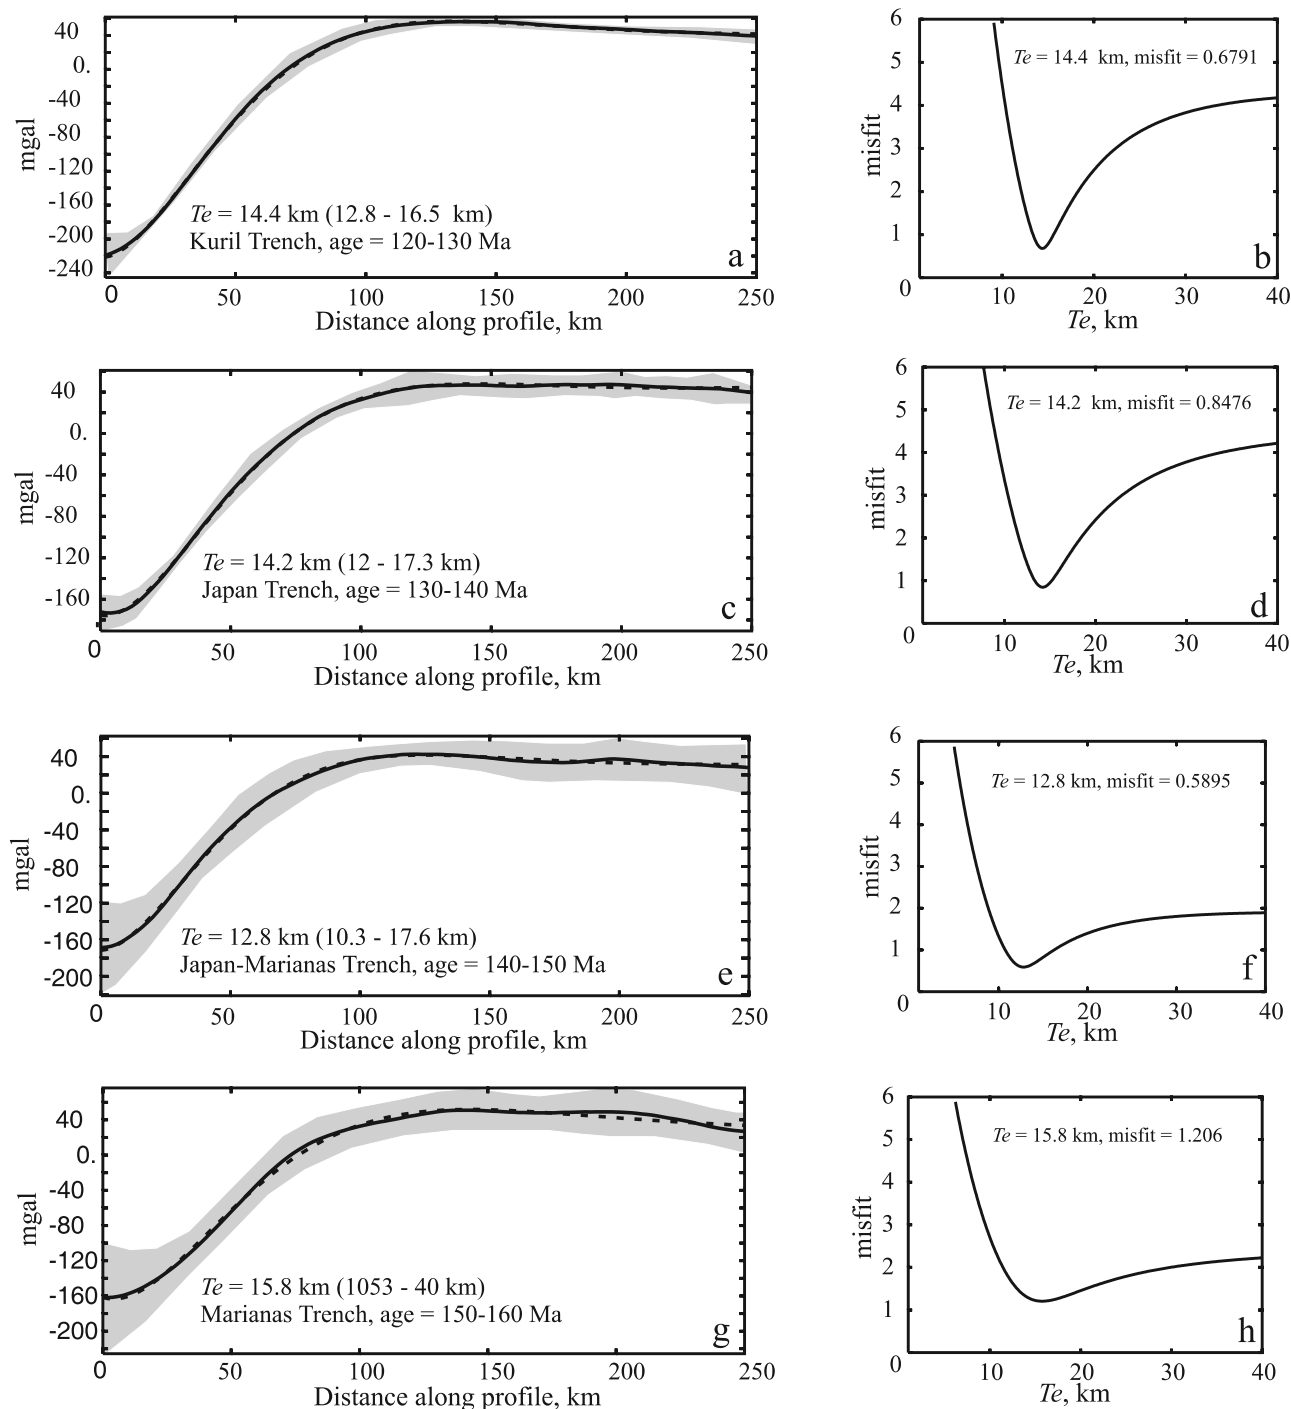 40
0.
-40
-80
-120
-160
-200
-240
mgal
Te = 14.4 km (12.8 - 16.5 km)
Kuril Trench, age = 120-130 Ma
a
0 50 100 150 200 250
Distance along profile, km
6
5
4
3
2
1
0
misfit
Te = 14.4 km, misfit = 0.6791
b
10 20 30 40
Te, km
40
0.
-40
-80
-120
-160
mgal
Te = 14.2 km (12 - 17.3 km)
Japan Trench, age = 130-140 Ma
c
0 50 100 150 200 250
Distance along profile, km
6
5
4
3
2
1
0
misfit
Te = 14.2 km, misfit = 0.8476
d
10 20 30 40
Te, km
40
0.
-40
-80
-120
-160
-200
mgal
Te = 12.8 km (10.3 - 17.6 km)
Japan-Marianas Trench, age = 140-150 Ma
e
0 50 100 150 200 250
Distance along profile, km
6
5
4
3
2
1
0
misfit
Te = 12.8 km, misfit = 0.5895
f
10 20 30 40
Te, km
40
0.
-40
-80
-120
-160
-200
mgal
Te = 15.8 km (1053 - 40 km)
Marianas Trench, age = 150-160 Ma
g
0 50 100 150 200 250
Distance along profile, km
6
5
4
3
2
1
0
misfit
Te = 15.8 km, misfit = 1.206
h
10 20 30 40
Te, km